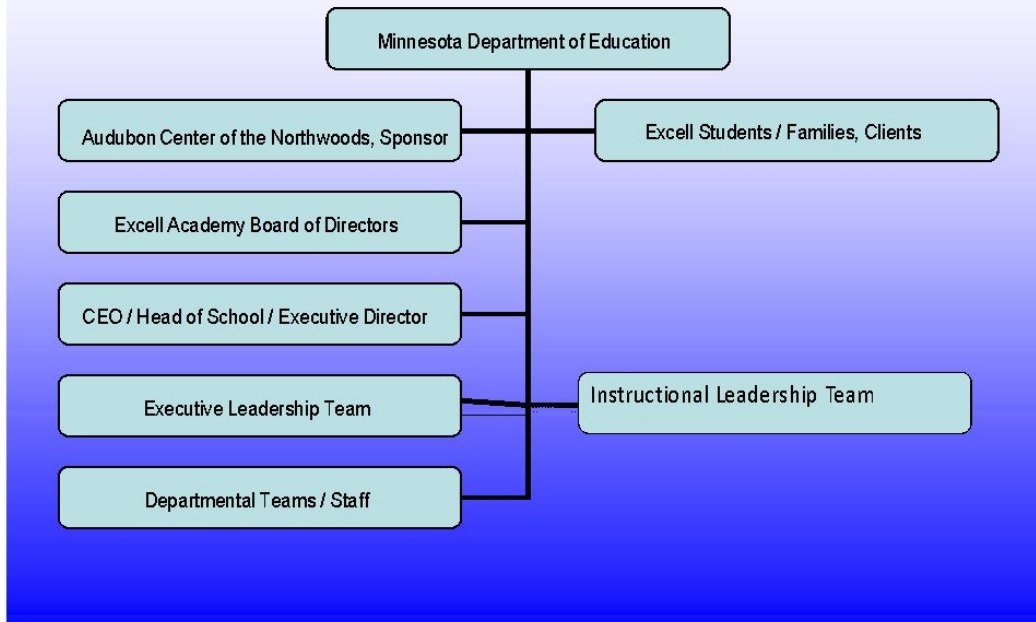 Minnesota Department of Education
Audubon Center of the Northwoods, Sponsor
Excell Students / Families, Clients
Excell Academy Board of Directors
CEO / Head of School / Executive Director
Executive Leadership Team
Instructional Leadership Team
Departmental Teams / Staff